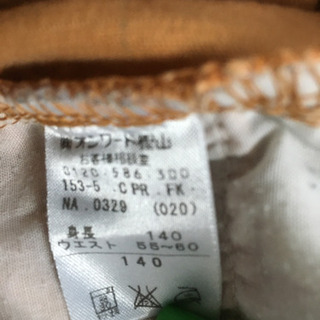 ㈱オンワード樫山
お客様相談室
0120.586.300
153-5 .CPR.FK.
NA.0329 (020)
身長 140
ウエスト 55~60
140